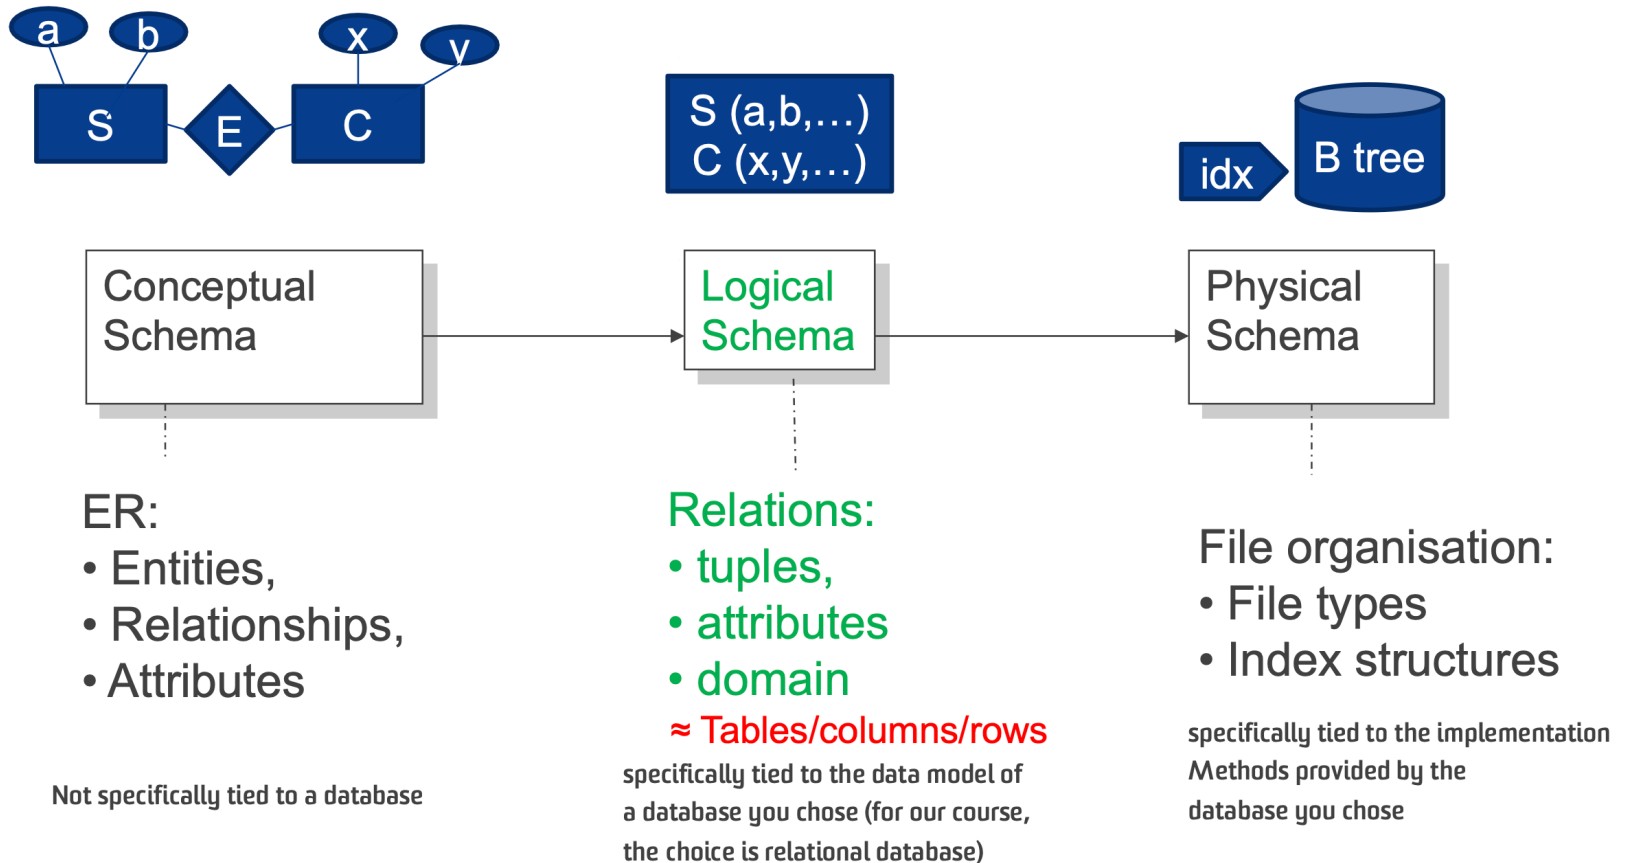 a
b
x
y
S
E
C
S (a,b,...)
C (x,y,...)
idx
B tree
Conceptual
Schema
Logical
Schema
Physical
Schema
ER:
• Entities,
• Relationships,
• Attributes
Not specifically tied to a database
Relations:
• tuples,
• attributes
• domain
≈ Tables/columns/rows
specifically tied to the data model of
a database you chose (for our course,
the choice is relational database)
File organisation:
• File types
• Index structures
specifically tied to the implementation
Methods provided by the
database you chose